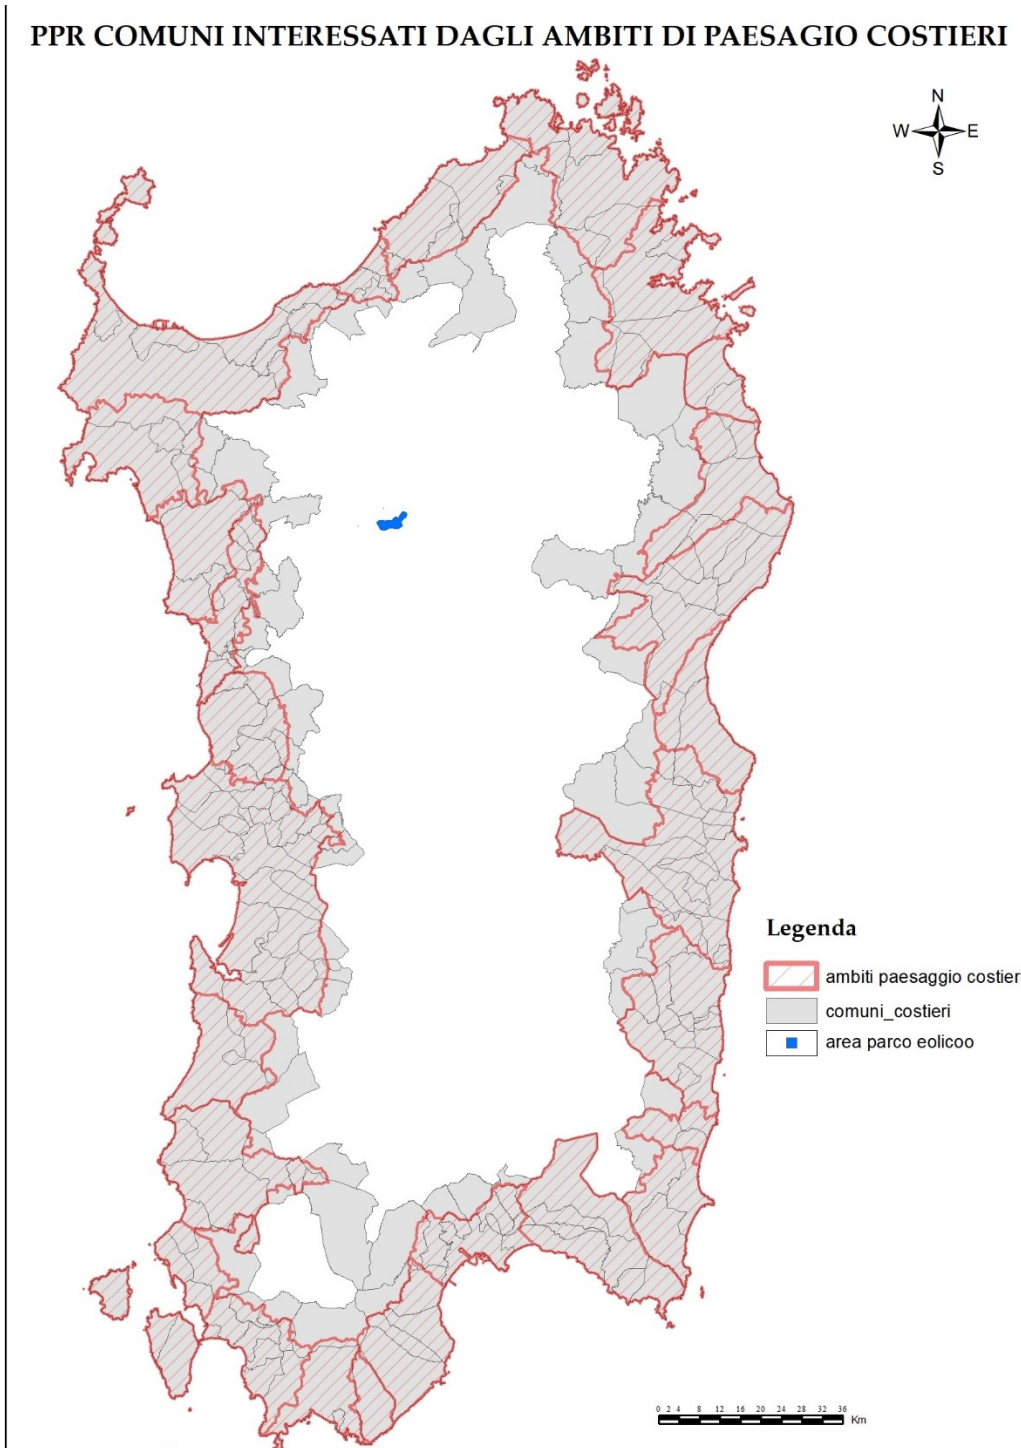 PPR COMUNI INTERESSATI DAGLI AMBITI DI PAESAGIO COSTIERI
N
W E
S
Legenda
ambiti paesaggio costier
comuni_costieri
area parco eolicoo
0 2 4 8 12 16 20 24 28 32 36
Km